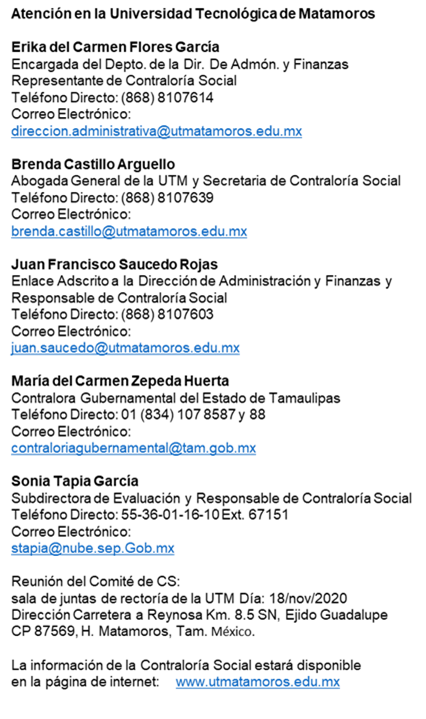 Atención en la Universidad Tecnológica de Matamoros
Erika del Carmen Flores García
Encargada del Depto. de la Dir. De Admón. y Finanzas
Representante de Contraloría Social
Teléfono Directo: (868) 8107614
Correo Electrónico:
direccion.administrativa@utmatamoros.edu.mx
Brenda Castillo Arguello
Abogada General de la UTM y Secretaria de Contraloría Social
Teléfono Directo: (868) 8107639
Correo Electrónico:
brenda.castillo@utmatamoros.edu.mx
Juan Francisco Saucedo Rojas
Enlace Adscrito a la Dirección de Administración y Finanzas y
Responsable de Contraloría Social
Teléfono Directo: (868) 8107603
Correo Electrónico:
juan.saucedo@utmatamoros.edu.mx
María del Carmen Zepeda Huerta
Contralora Gubernamental del Estado de Tamaulipas
Teléfono Directo: 01 (834) 107 8587 y 88
Correo Electrónico:
contraloriagubernamental@tam.gob.mx
Sonia Tapia García
Subdirectora de Evaluación y Responsable de Contraloría Social
Teléfono Directo: 55-36-01-16-10 Ext. 67151
Correo Electrónico:
stapia@nube.sep.Gob.mx
Reunión del Comité de CS:
sala de juntas de rectoría de la UTM Día: 18/nov/2020
Dirección Carretera a Reynosa Km. 8.5 SN, Ejido Guadalupe
CP 87569, H. Matamoros, Tam. México.
La información de la Contraloría Social estará disponible
en la página de internet: www.utmatamoros.edu.mx